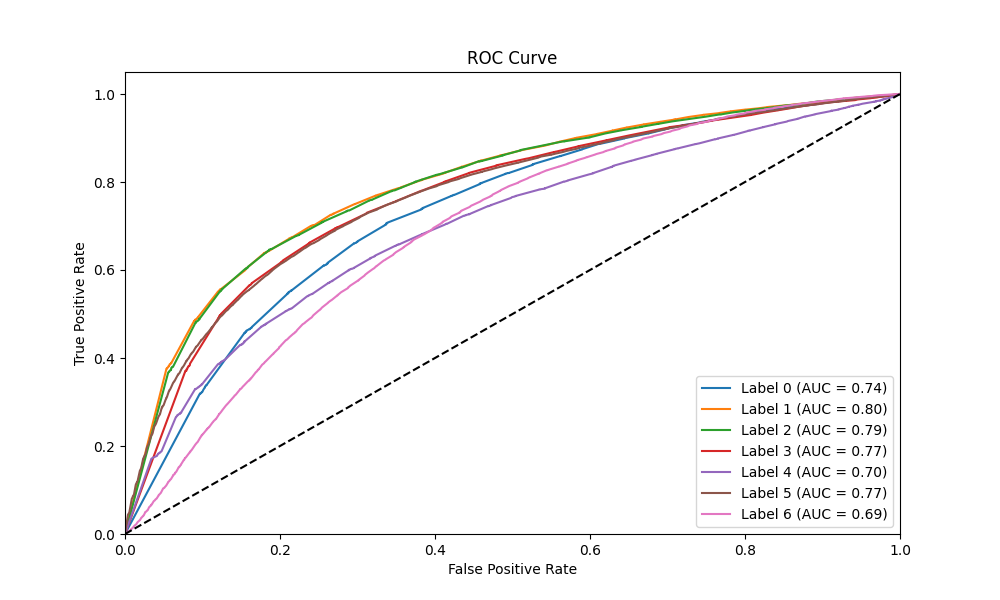 ROC Curve
True Positive Rate
1.0
0.8
0.6
0.4
0.2
0.0
Label 0 (AUC = 0.74)
Label 1 (AUC = 0.80)
Label 2 (AUC = 0.79)
Label 3 (AUC = 0.77)
Label 4 (AUC = 0.70)
Label 5 (AUC = 0.77)
Label 6 (AUC = 0.69)
0.0 0.2 0.4 0.6 0.8 1.0
False Positive Rate